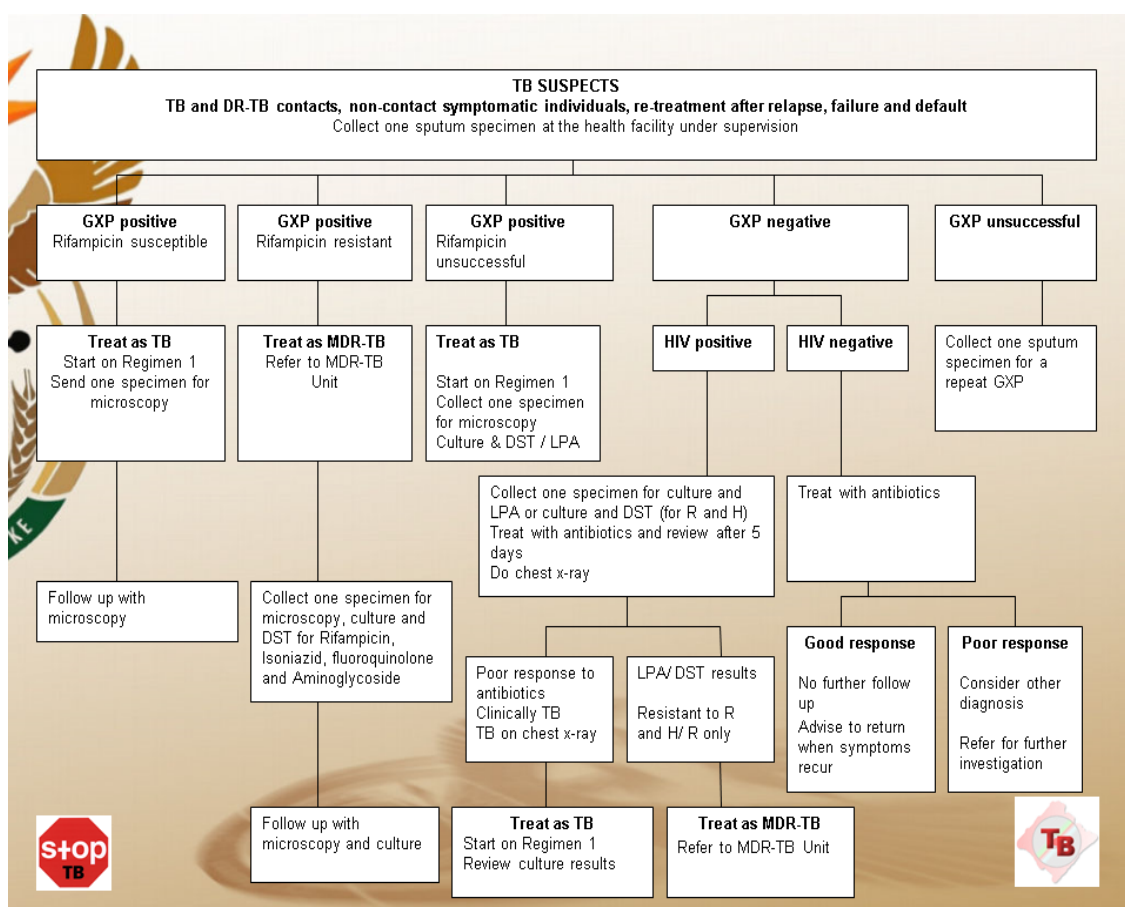 TB SUSPECTS
TB and DR-TB contacts, non-contact symptomatic individuals, re-treatment after relapse, failure and default
Collect one sputum specimen at the health facility under supervision
GXP positive
Rifampicin susceptible
GXP positive
Rifampicin resistant
GXP positive
Rifampicin
unsuccessful
GXP negative
GXP unsuccessful
Treat as TB
Start on Regimen 1
Send one specimen for
microscopy
Treat as MDR-TB
Refer to MDR-TB
Unit
Treat as TB
Start on Regimen 1
Collect one specimen
for microscopy
Culture & DST / LPA
HIV positive
HIV negative
Collect one sputum
specimen for a
repeat GXP
Collect one specimen for culture and
LPA or culture and DST (for R and H)
Treat with antibiotics and review after 5
days
Do chest x-ray
Treat with antibiotics
Follow up with
microscopy
Collect one specimen for
microscopy, culture and
DST for Rifampicin,
Isoniazid, fluoroquinolone
and Aminoglycoside
Poor response to
antibiotics
Clinically TB
TB on chest x-ray
LPA/ DST results
Resistant to R
and H/ R only
Good response
No further follow
up
Advise to return
when symptoms
recur
Poor response
Consider other
diagnosis
Refer for further
investigation
Follow up with
microscopy and culture
Treat as TB
Start on Regimen 1
Review culture results
Treat as MDR-TB
Refer to MDR-TB Unit
KE
stop
TB
TB